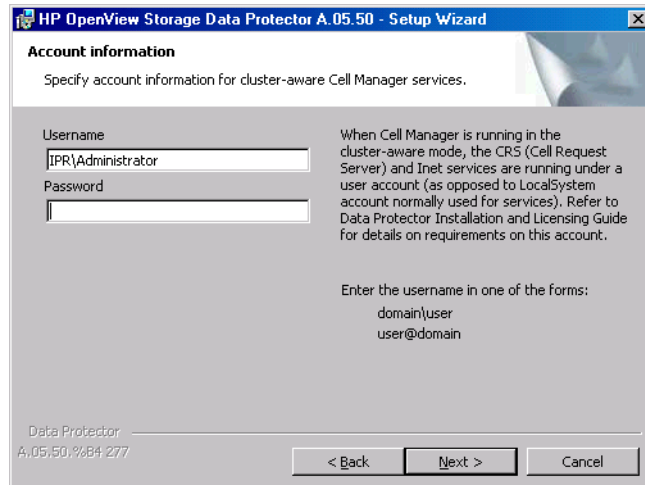 HP OpenView Storage Data Protector A.05.50 - Setup Wizard
Account information
Specify account information for cluster-aware Cell Manager services.
Username
IPR\Administrator
Password
When Cell Manager is running in the
cluster-aware mode, the CRS (Cell Request
Server) and Inet services are running under a
user account (as opposed to LocalSystem
account normally used for services). Refer to
Data Protector Installation and Licensing Guide
for details on requirements on this account.
Enter the username in one of the forms:
domain\user
user@domain
Data Protector
A.05.50.%B4 277
< Back
Next >
Cancel